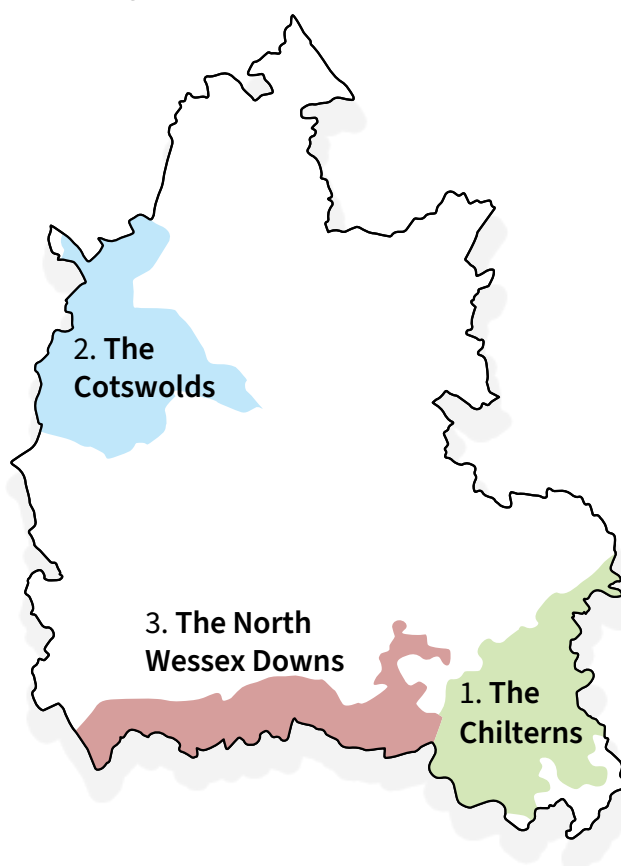 2. The
Cotswolds
3. The North
Wessex Downs
1. The
Chilterns